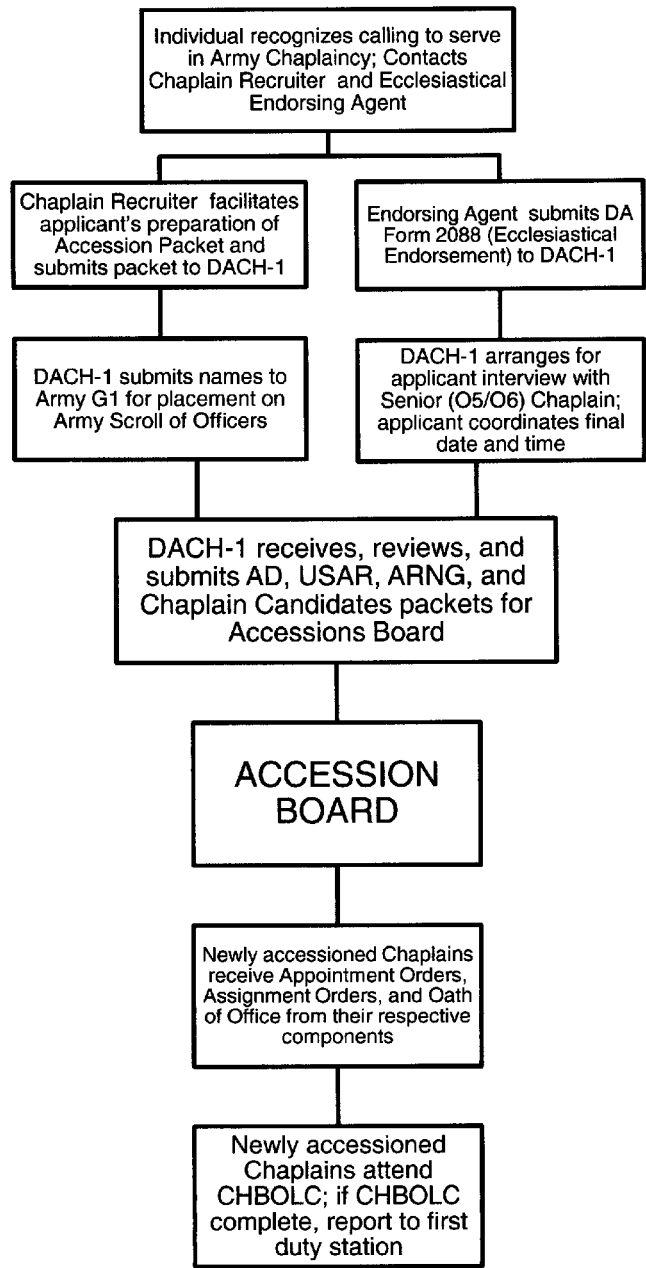 Individual recognizes calling to serve
in Army Chaplaincy; Contacts
Chaplain Recruiter and Ecclesiastical
Endorsing Agent
Chaplain Recruiter facilitates
applicant's preparation of
Accession Packet and
submits packet to DACH-1
Endorsing Agent submits DA
Form 2088 (Ecclesiastical
Endorsement) to DACH-1
DACH-1 submits names to
Army G1 for placement on
Army Scroll of Officers
DACH-1 arranges for
applicant interview with
Senior (O5/O6) Chaplain;
applicant coordinates final
date and time
DACH-1 receives, reviews, and
submits AD, USAR, ARNG, and
Chaplain Candidates packets for
Accessions Board
ACCESSION
BOARD
Newly accessioned Chaplains
receive Appointment Orders,
Assignment Orders, and Oath
of Office from their respective
components
Newly accessioned
Chaplains attend
CHBOLC; if CHBOLC
complete, report to first
duty station